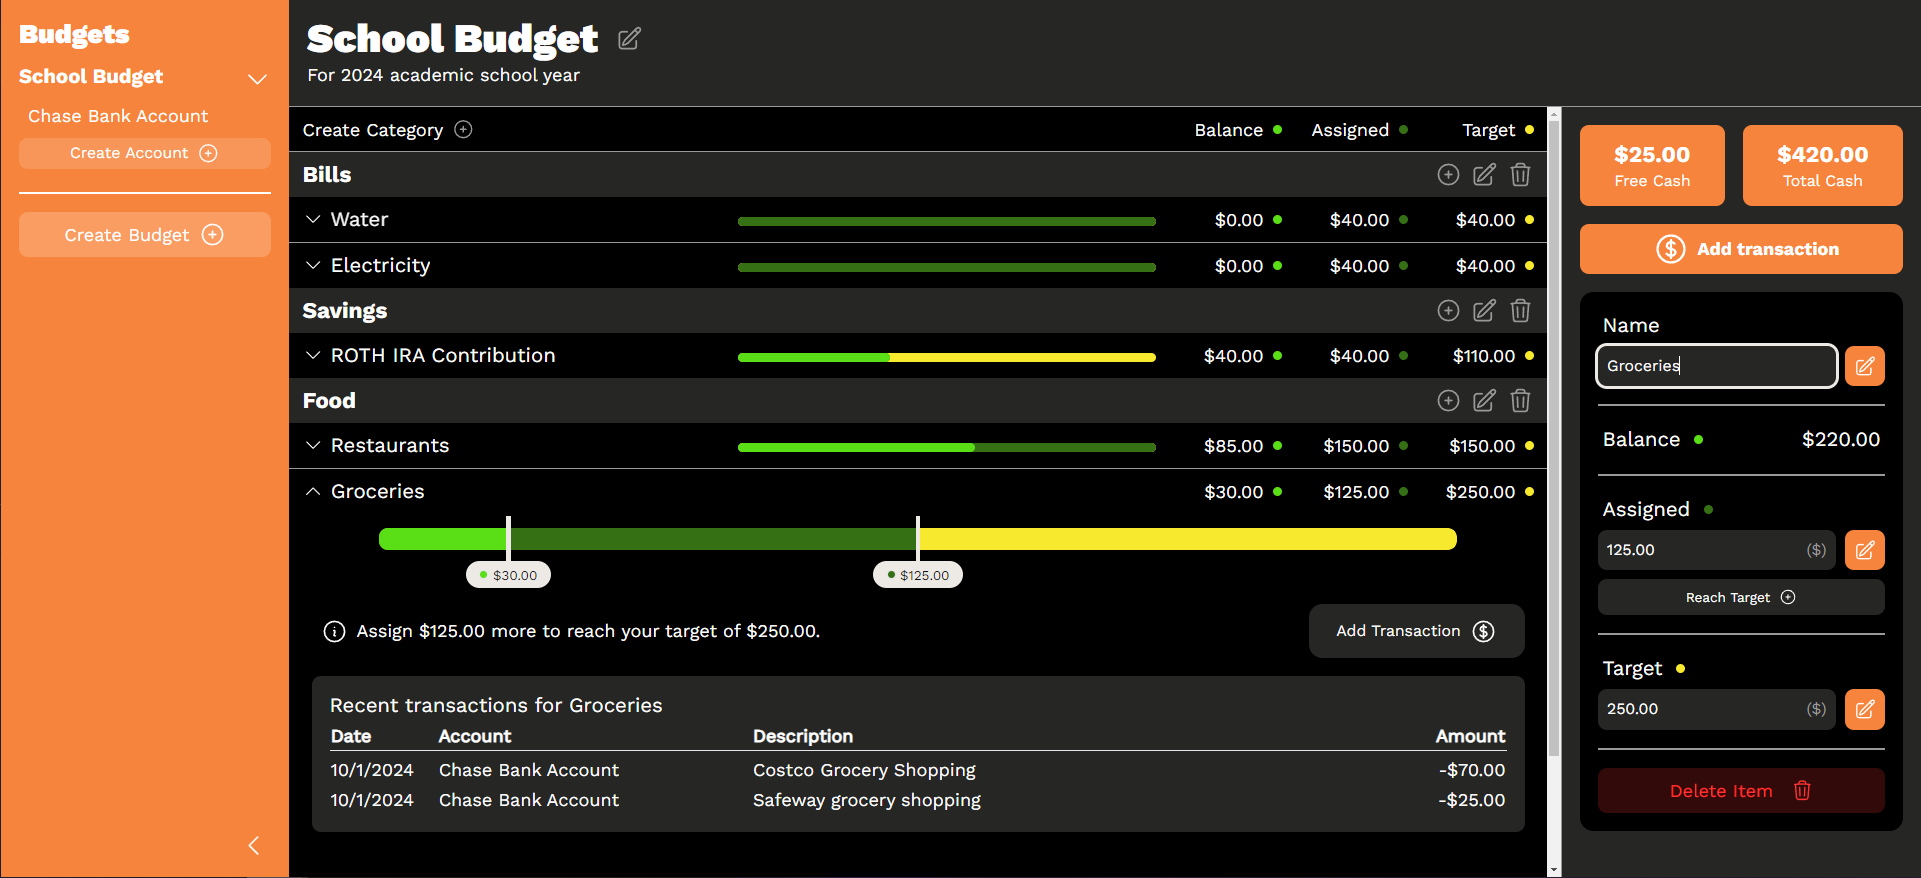 Budgets
School Budget
Chase Bank Account
Create Account
Create Budget
School Budget
For 2024 academic school year
Create Category Balance Assigned Target
Bills
Water $0.00 $40.00 $40.00
Electricity $0.00 $40.00 $40.00
Savings
ROTH IRA Contribution $40.00 $40.00 $110.00
Food
Restaurants $85.00 $150.00 $150.00
Groceries $30.00 $125.00 $250.00
$30.00 $125.00
Assign $125.00 more to reach your target of $250.00.
Add Transaction
Recent transactions for Groceries
Date Account Description Amount
10/1/2024 Chase Bank Account Costco Grocery Shopping -$70.00
10/1/2024 Chase Bank Account Safeway grocery shopping -$25.00
$25.00
Free Cash
$420.00
Total Cash
Add transaction
Name
Groceries
Balance $220.00
Assigned
125.00 ($)
Reach Target
Target
250.00 ($)
Delete Item